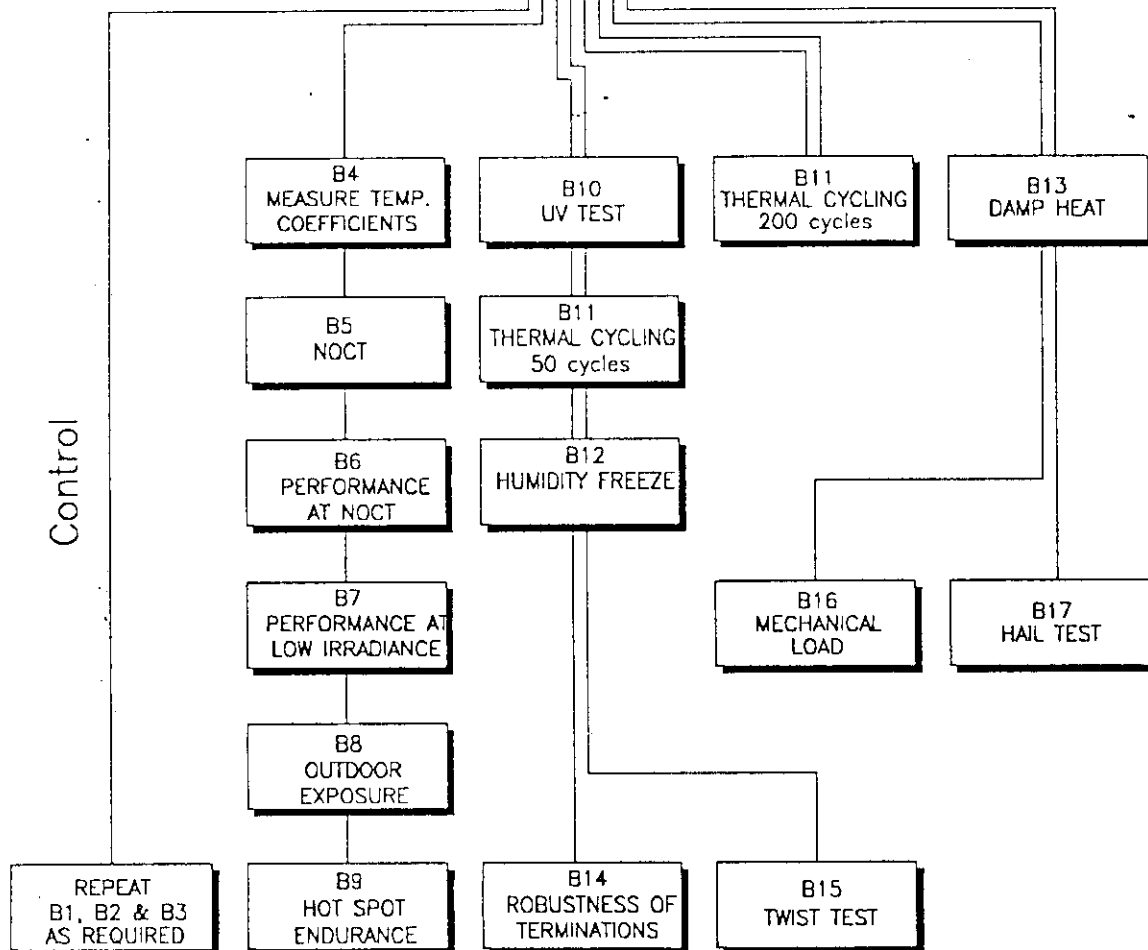 B4
MEASURE TEMP.
COEFFICIENTS
B10
UV TEST
B11
THERMAL CYCLING
200 cycles
B13
DAMP HEAT
B5
NOCT
B11
THERMAL CYCLING
50 cycles
Control
B6
PERFORMANCE
AT NOCT
B12
HUMIDITY FREEZE
B7
PERFORMANCE AT
LOW IRRADIANCE
B16
MECHANICAL
LOAD
B17
HAIL TEST
B8
OUTDOOR
EXPOSURE
REPEAT
B1, B2 & B3
AS REQUIRED
B9
HOT SPOT
ENDURANCE
B14
ROBUSTNESS OF
TERMINATIONS
B15
TWIST TEST